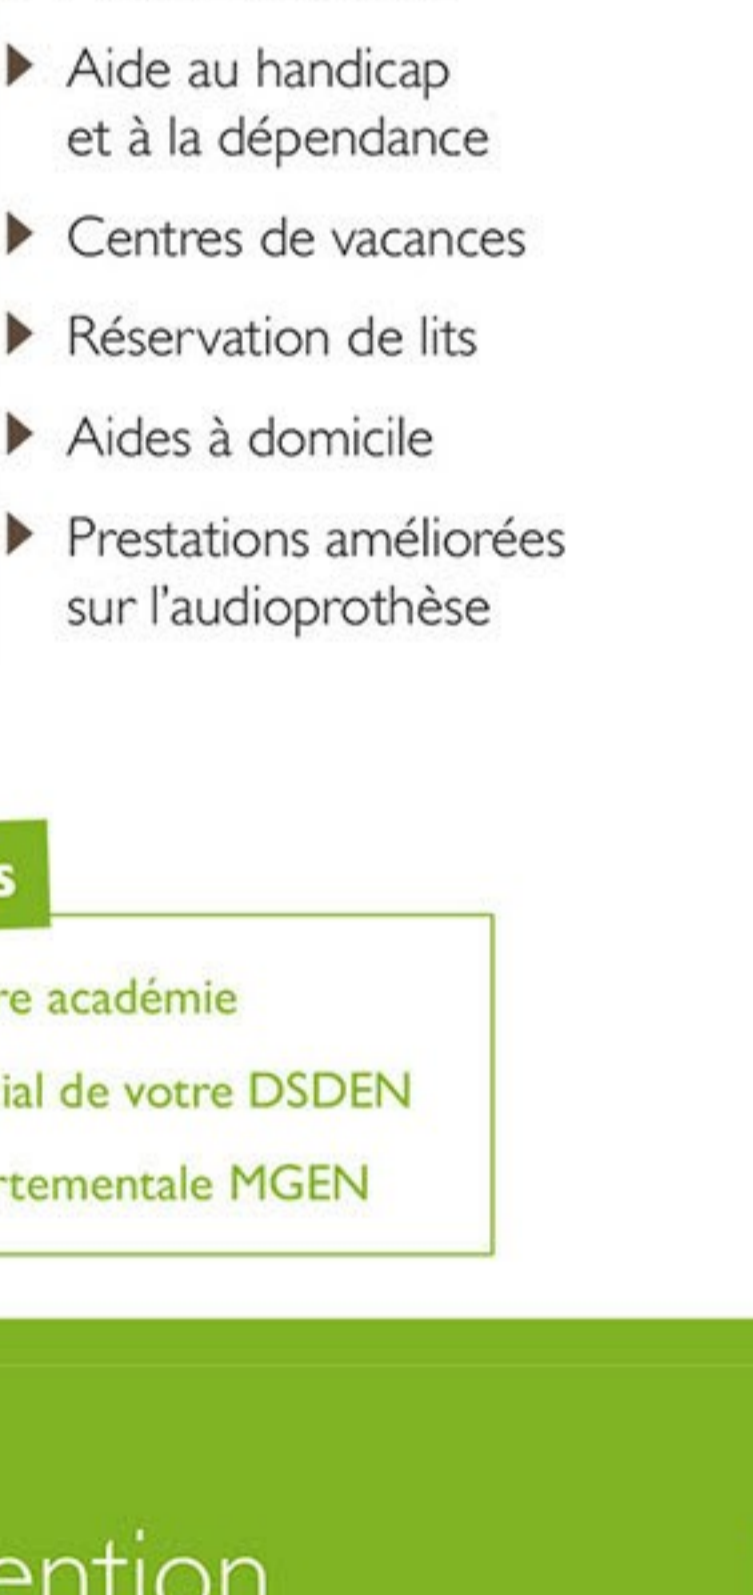 Aide au handicap
et à la dépendance
Centres de vacances
Réservation de lits
Aides à domicile
Prestations améliorées
sur l'audioprothèse
s
re académie
ial de votre DSDEN
rtementale MGEN
ention